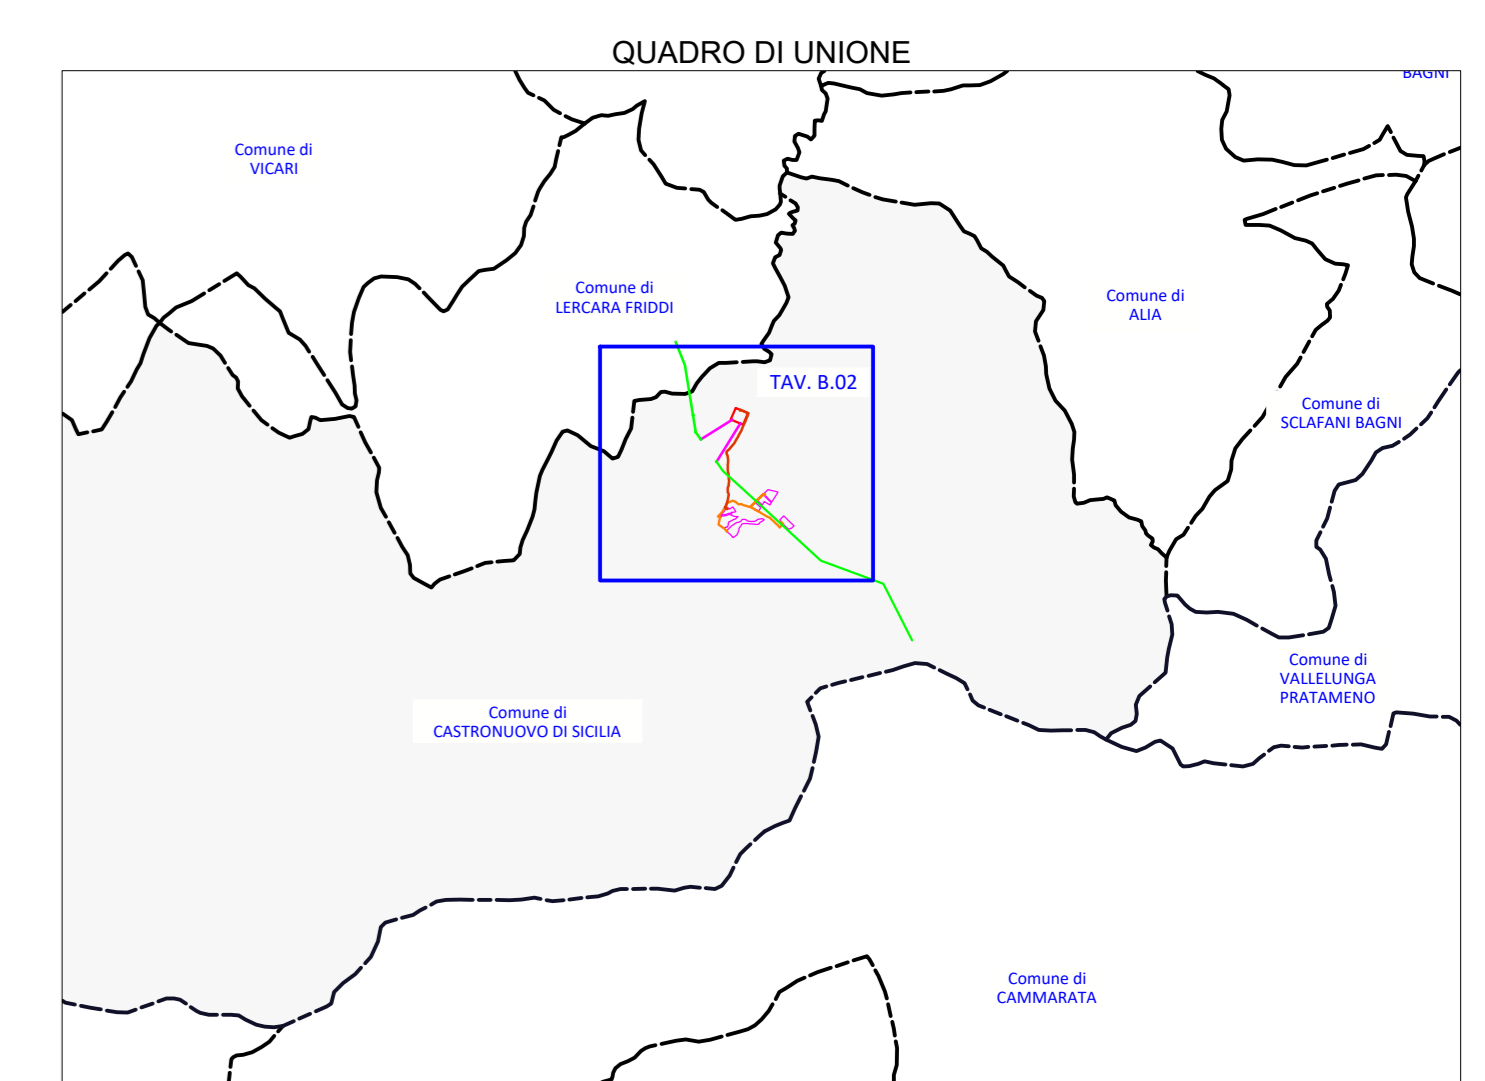 QUADRO DI UNIONE
BAGNI
Comune di
VICARI
Comune di
LERCARA FRIDDI
Comune di
ALIA
TAV. B.02
Comune di
SCLAFANI BAGNI
Comune di
VALLELUNGA
PRATAMENO
Comune di
CASTRONUOVO DI SICILIA
Comune di
CAMMARATA